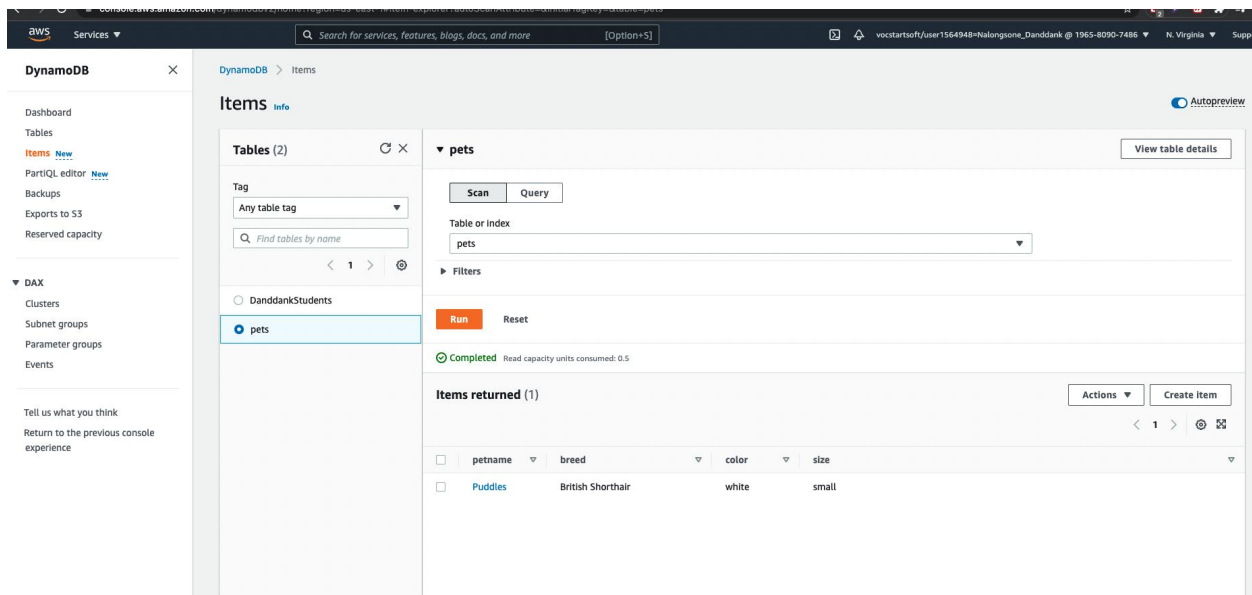 aws
Services ▼
Search for services, features, blogs, docs, and more [Option+S]
vocstartsoft/user1564948=Nalongsone_Danddank @ 1965-8090-7486 ▼
N. Virginia ▼
Supp
DynamoDB
Dashboard
Tables
Items New
PartiQL editor New
Backups
Exports to S3
Reserved capacity
▼ DAX
Clusters
Subnet groups
Parameter groups
Events
Tell us what you think
Return to the previous console
experience
DynamoDB > Items
Items Info
Autopreview
Tables (2)
Tag
Any table tag
Find tables by name
< 1 >
DanddankStudents
pets
▼ pets
View table details
Scan Query
Table or index
pets
▶ Filters
Run Reset
Completed Read capacity units consumed: 0.5
Items returned (1)
Actions ▼ Create item
< 1 >
petname breed color size
Puddles British Shorthair white small